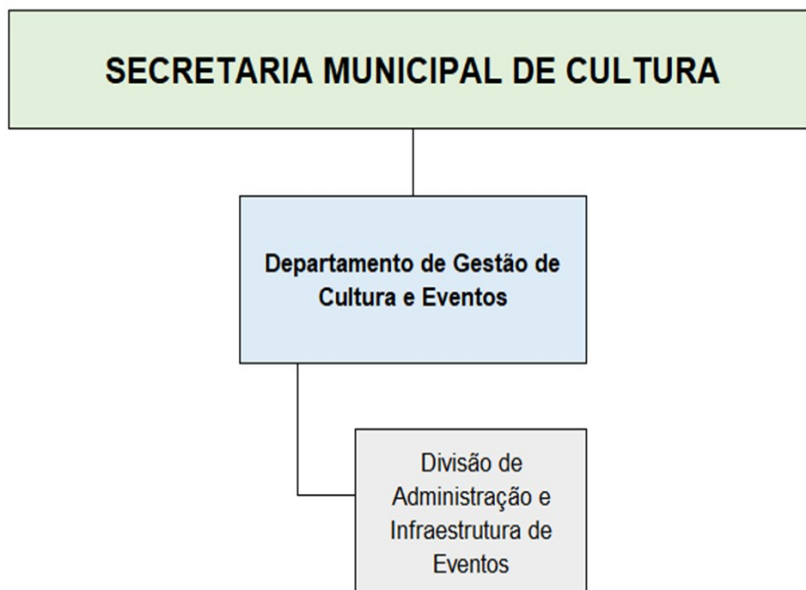 SECRETARIA MUNICIPAL DE CULTURA
Departamento de Gestão de
Cultura e Eventos
Divisão de
Administração e
Infraestrutura de
Eventos